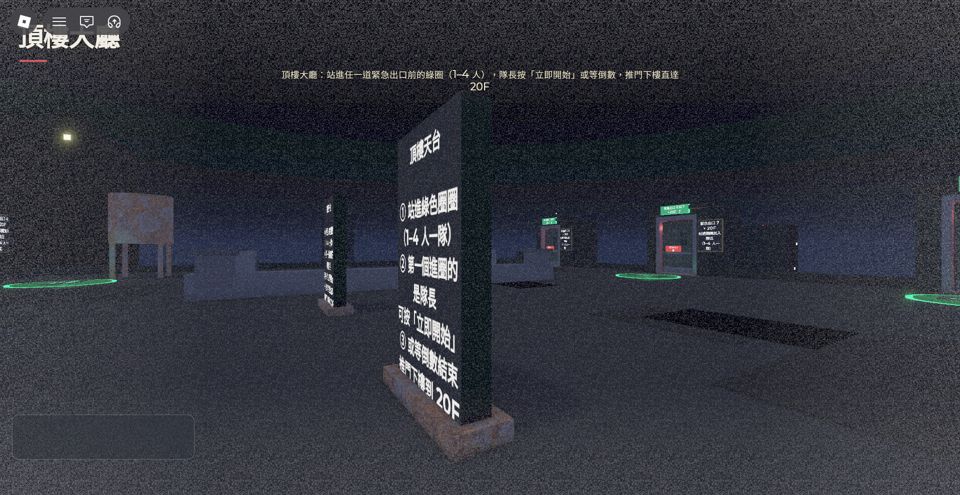 頂樓大廳
頂樓大廳：站進任一道緊急出口前的綠圈（1–4 人），隊長按「立即開始」或等倒數，推門下樓直達
20F
頂樓天台
① 站進綠色圈圈
（1–4 人一隊）
② 第一個進圈的
是隊長
可按「立即開始」
③ 或等倒數結束
推門下樓到 20F